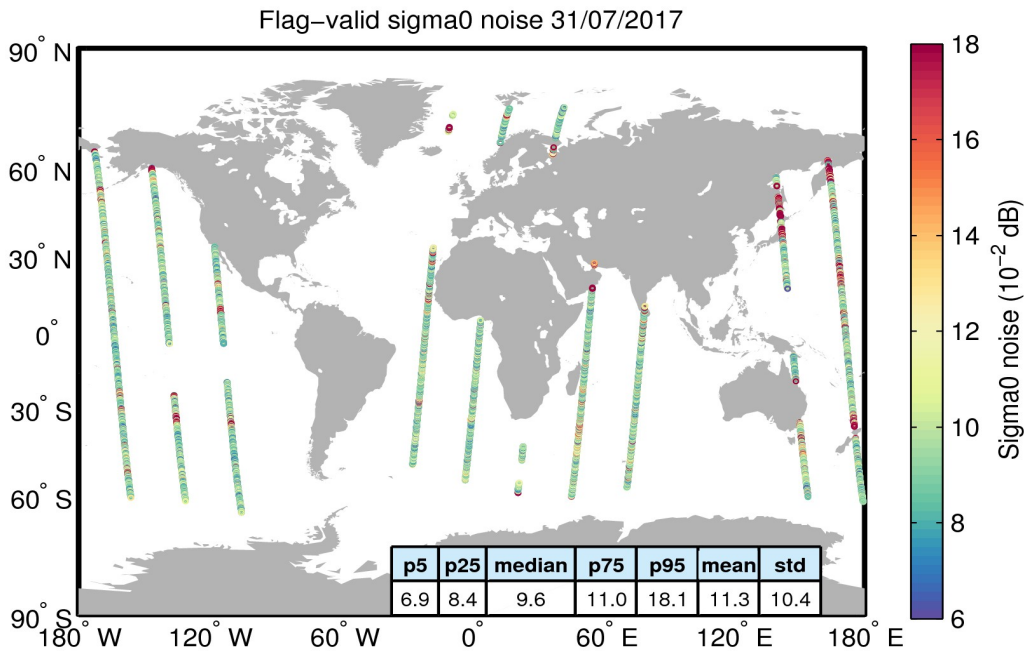 Flag−valid sigma0 noise 31/07/2017
90° N
60° N
30° N
0°
30° S
60° S
90° S
180° W
120° W
60° W
0°
60° E
120° E
180° E
p5 p25 median p75 p95 mean std
6.9 8.4 9.6 11.0 18.1 11.3 10.4
18
16
14
12
10
8
6
Sigma0 noise (10⁻² dB)